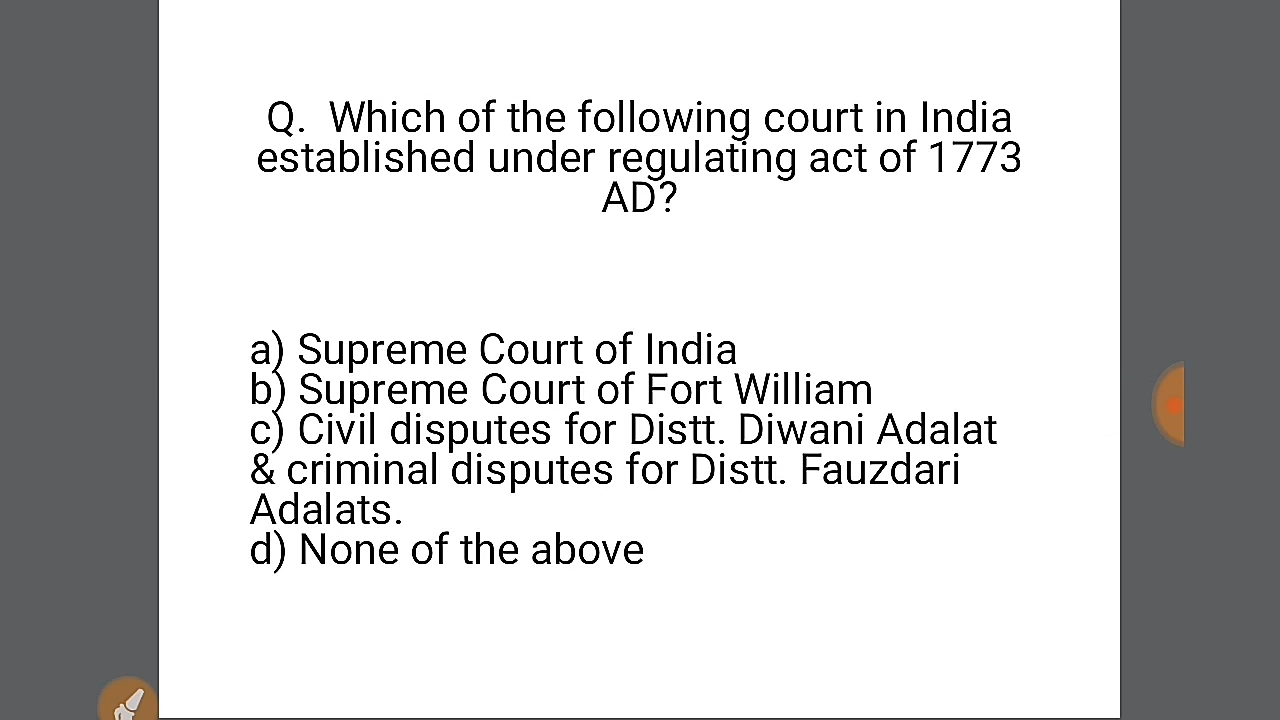 Q.  Which of the following court in India
established under regulating act of 1773
AD?
a) Supreme Court of India
b) Supreme Court of Fort William
c) Civil disputes for Distt. Diwani Adalat
& criminal disputes for Distt. Fauzdari
Adalats.
d) None of the above